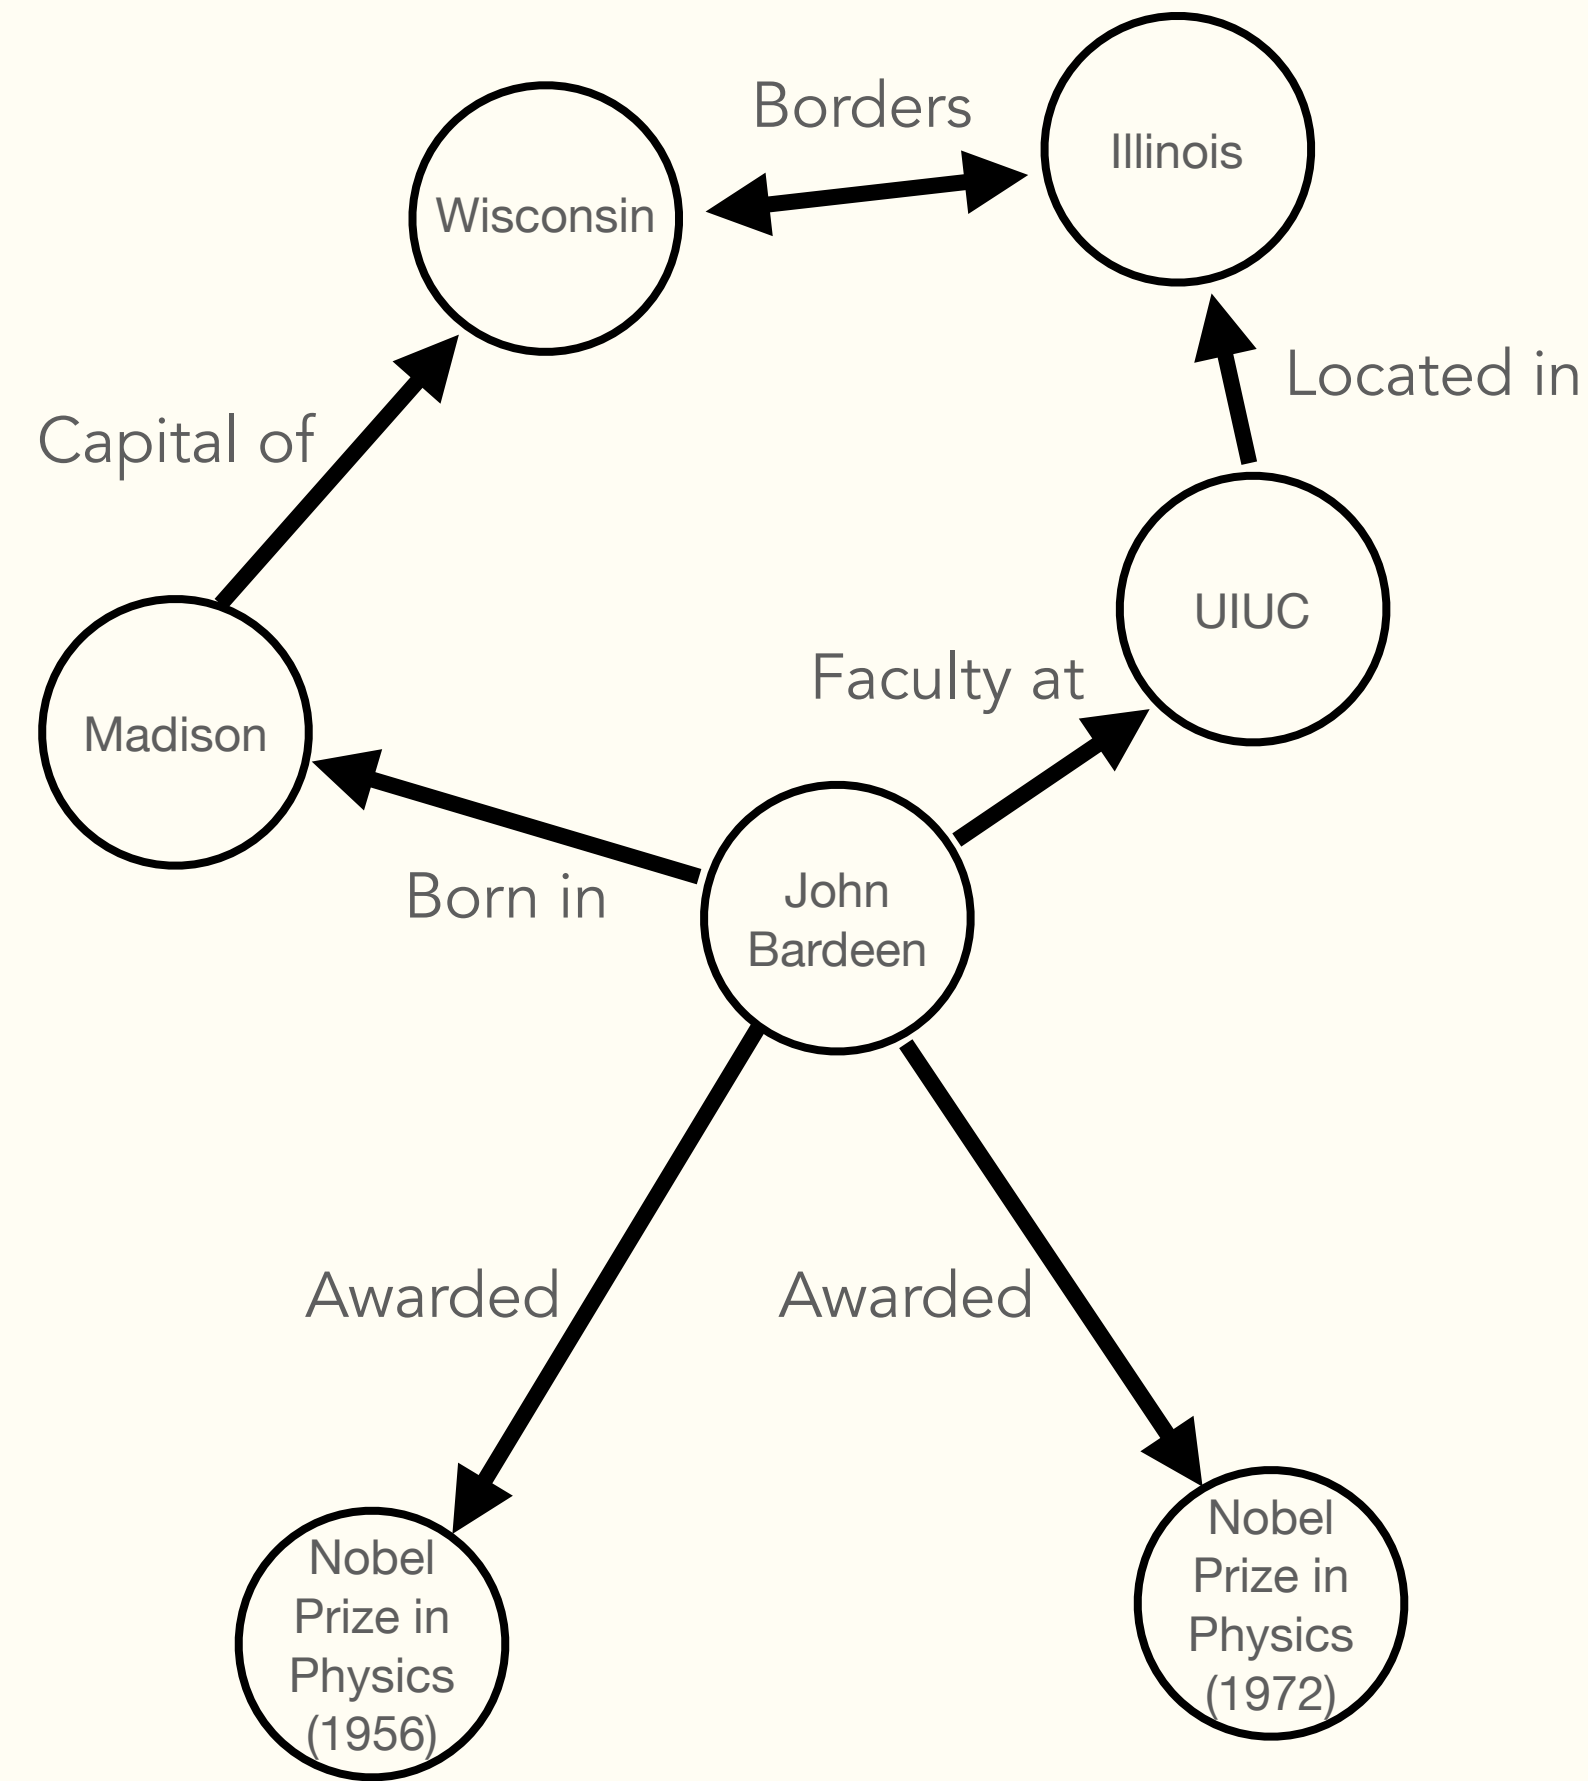 Borders
Illinois
Wisconsin
Located in
Capital of
UIUC
Faculty at
Madison
Born in
John
Bardeen
Awarded
Awarded
Nobel
Prize in
Physics
(1956)
Nobel
Prize in
Physics
(1972)